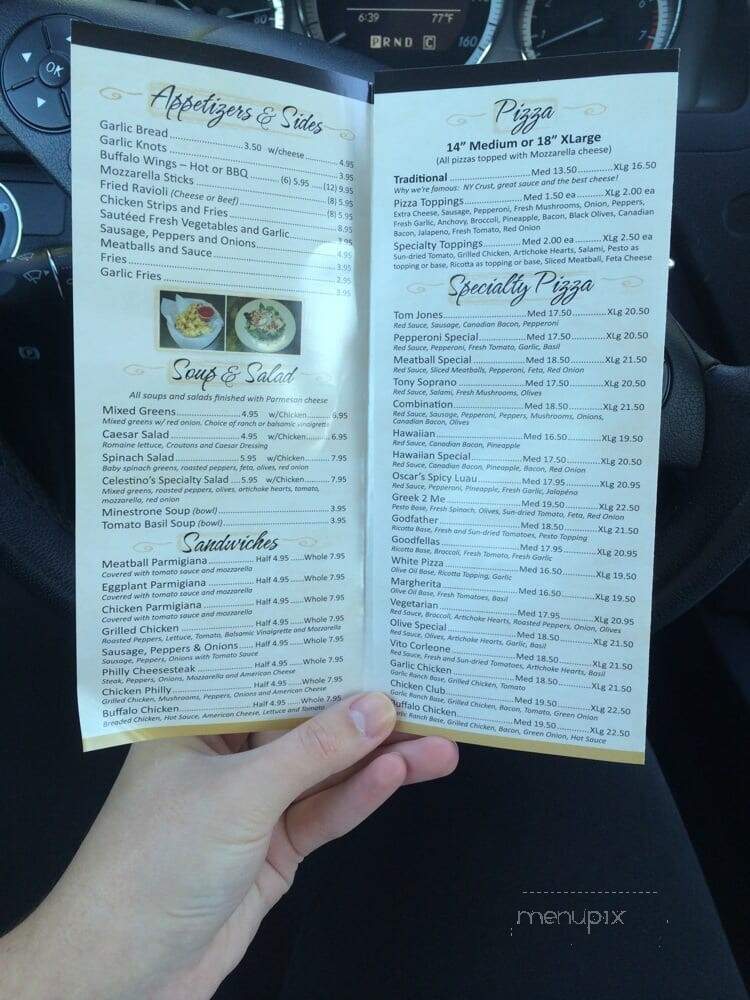 6:39
77°F
80
P R N D C
160
6
7
OK
Appetizers & Sides
Garlic Bread 3.50 w/cheese 4.95
Garlic Knots 3.95
Buffalo Wings – Hot or BBQ (6) 5.95 (12) 9.95
Mozzarella Sticks (8) 5.95
Fried Ravioli (Cheese or Beef) (8) 5.95
Chicken Strips and Fries 8.95
Sautéed Fresh Vegetables and Garlic 3.95
Sausage, Peppers and Onions 4.95
Meatballs and Sauce 3.95
Fries 2.95
Garlic Fries 3.95
Soup & Salad
All soups and salads finished with Parmesan cheese
Mixed Greens 4.95 w/Chicken 6.95
Mixed greens w/ red onion, Choice of ranch or balsamic vinaigrette
Caesar Salad 4.95 w/Chicken 6.95
Romaine lettuce, Croutons and Caesar Dressing
Spinach Salad 5.95 w/Chicken 7.95
Baby spinach greens, roasted peppers, feta, olives, red onion
Celestino's Specialty Salad 5.95 w/Chicken 7.95
Mixed greens, roasted peppers, olives, artichoke hearts, tomato,
mozzarella, red onion
Minestrone Soup (bowl) 3.95
Tomato Basil Soup (bowl) 3.95
Sandwiches
Meatball Parmigiana Half 4.95 Whole 7.95
Covered with tomato sauce and mozzarella
Eggplant Parmigiana Half 4.95 Whole 7.95
Covered with tomato sauce and mozzarella
Chicken Parmigiana Half 4.95 Whole 7.95
Covered with tomato sauce and mozzarella
Grilled Chicken Half 4.95 Whole 7.95
Roasted Peppers, Lettuce, Tomato, Balsamic Vinaigrette and Mozzarella
Sausage, Peppers & Onions Half 4.95 Whole 7.95
Sausage, Peppers, Onions with Tomato Sauce
Philly Cheesesteak Half 4.95 Whole 7.95
Steak, Peppers, Onions, Mozzarella and American Cheese
Chicken Philly Half 4.95 Whole 7.95
Grilled Chicken, Mushrooms, Peppers, Onions and American Cheese
Buffalo Chicken Half 4.95 Whole 7.95
Breaded Chicken, Hot Sauce, American Cheese, Lettuce and Tomato
Pizza
14" Medium or 18" XLarge
(All pizzas topped with Mozzarella cheese)
Traditional Med 13.50 XLg 16.50
Why we're famous: NY Crust, great sauce and the best cheese!
Pizza Toppings Med 1.50 ea XLg 2.00 ea
Extra Cheese, Sausage, Pepperoni, Fresh Mushrooms, Onion, Peppers,
Fresh Garlic, Anchovy, Broccoli, Pineapple, Bacon, Black Olives, Canadian
Bacon, Jalapeno, Fresh Tomato, Red Onion
Specialty Toppings Med 2.00 ea XLg 2.50 ea
Sun-dried Tomato, Grilled Chicken, Artichoke Hearts, Salami, Pesto as
topping or base, Ricotta as topping or base, Sliced Meatball, Feta Cheese
Specialty Pizza
Tom Jones Med 17.50 XLg 20.50
Red Sauce, Sausage, Canadian Bacon, Pepperoni
Pepperoni Special Med 17.50 XLg 20.50
Red Sauce, Pepperoni, Fresh Tomato, Garlic, Basil
Meatball Special Med 18.50 XLg 21.50
Red Sauce, Sliced Meatballs, Pepperoni, Feta, Red Onion
Tony Soprano Med 17.50 XLg 20.50
Red Sauce, Salami, Fresh Mushrooms, Olives
Combination Med 18.50 XLg 21.50
Red Sauce, Sausage, Pepperoni, Peppers, Mushrooms, Onions,
Canadian Bacon, Olives
Hawaiian Med 16.50 XLg 19.50
Red Sauce, Canadian Bacon, Pineapple
Hawaiian Special Med 17.50 XLg 20.50
Red Sauce, Canadian Bacon, Pineapple, Bacon, Red Onion
Oscar's Spicy Luau Med 17.95 XLg 20.95
Red Sauce, Pepperoni, Pineapple, Fresh Garlic, Jalapéno
Greek 2 Me Med 19.50 XLg 22.50
Pesto Base, Fresh Spinach, Olives, Sun-dried Tomato, Feta, Red Onion
Godfather Med 18.50 XLg 21.50
Ricotta Base, Fresh and Sun-dried Tomatoes, Pesto Topping
Goodfellas Med 17.95 XLg 20.95
Ricotta Base, Broccoli, Fresh Tomato, Fresh Garlic
White Pizza Med 16.50 XLg 19.50
Olive Oil Base, Ricotta Topping, Garlic
Margherita Med 16.50 XLg 19.50
Olive Oil Base, Fresh Tomatoes, Basil
Vegetarian Med 17.95 XLg 20.95
Red Sauce, Broccoli, Artichoke Hearts, Roasted Peppers, Onion, Olives
Olive Special Med 18.50 XLg 21.50
Red Sauce, Olives, Artichoke Hearts, Garlic, Basil
Vito Corleone Med 18.50 XLg 21.50
Red Sauce, Fresh and Sun-dried Tomatoes, Artichoke Hearts, Basil
Garlic Chicken Med 18.50 XLg 21.50
Garlic Ranch Base, Grilled Chicken, Tomato
Chicken Club Med 19.50 XLg 22.50
Garlic Ranch Base, Grilled Chicken, Bacon, Tomato, Green Onion
Buffalo Chicken Med 19.50 XLg 22.50
Garlic Ranch Base, Grilled Chicken, Bacon, Green Onion, Hot Sauce
menupix